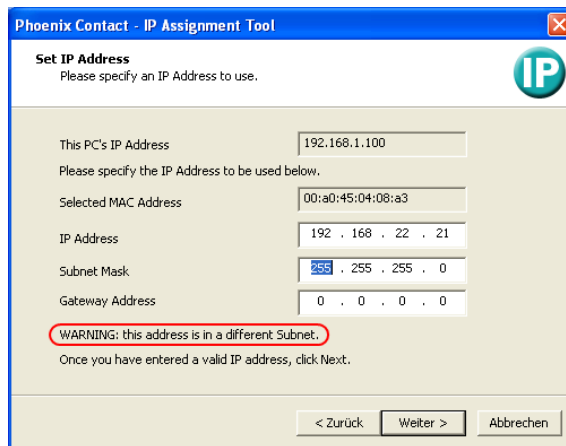 Phoenix Contact - IP Assignment Tool
Set IP Address
Please specify an IP Address to use.
IP
This PC's IP Address 192.168.1.100
Please specify the IP Address to be used below.
Selected MAC Address 00:a0:45:04:08:a3
IP Address 192 . 168 . 22 . 21
Subnet Mask 255 . 255 . 255 . 0
Gateway Address 0 . 0 . 0 . 0
WARNING: this address is in a different Subnet.
Once you have entered a valid IP address, click Next.
< Zurück Weiter > Abbrechen